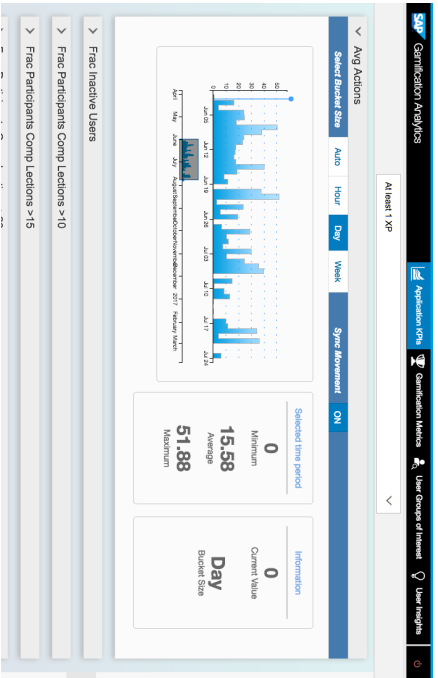 SAP Gamification Analytics
Application KPIs
Gamification Metrics
User Groups of Interest
User Insights
At least 1 XP
Avg Actions
Select Bucket Size
Auto
Hour
Day
Week
Sync Movement
ON
50
40
30
20
10
0
Jun 05
Jun 12
Jun 19
Jun 26
Jul 03
Jul 10
Jul 17
Jul 24
April May June July August September October November December 2017 February March
Selected time period
0
Minimum
15.58
Average
51.88
Maximum
Information
0
Current Value
Day
Bucket Size
Frac Inactive Users
Frac Participants Comp Lections >10
Frac Participants Comp Lections >15